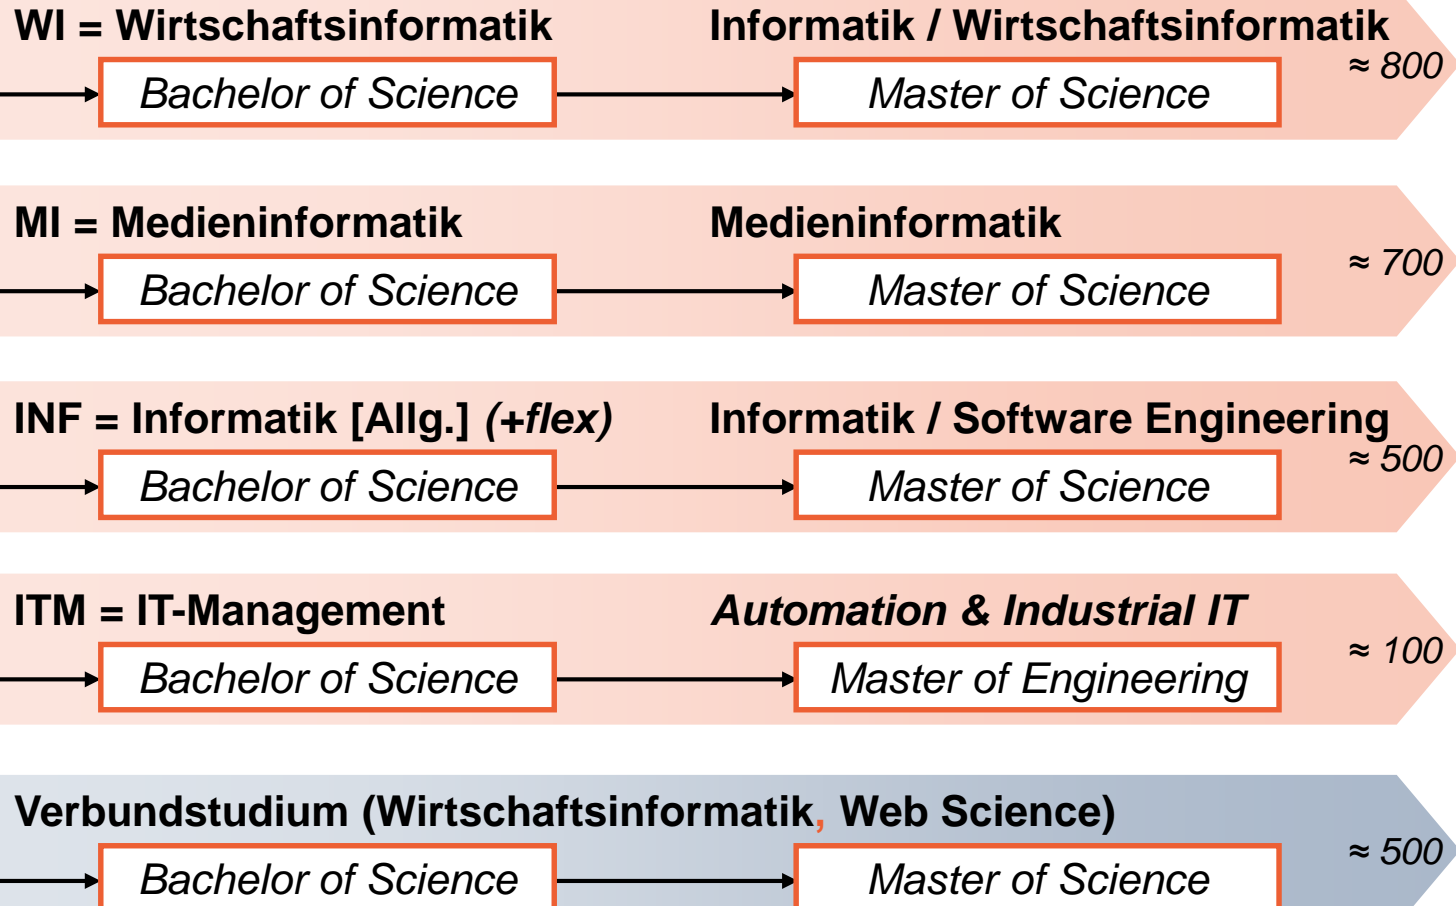 WI = Wirtschaftsinformatik Informatik / Wirtschaftsinformatik
≈ 800
Bachelor of Science Master of Science
MI = Medieninformatik Medieninformatik
≈ 700
Bachelor of Science Master of Science
INF = Informatik [Allg.] (+flex) Informatik / Software Engineering
≈ 500
Bachelor of Science Master of Science
ITM = IT-Management Automation & Industrial IT
≈ 100
Bachelor of Science Master of Engineering
Verbundstudium (Wirtschaftsinformatik, Web Science)
≈ 500
Bachelor of Science Master of Science